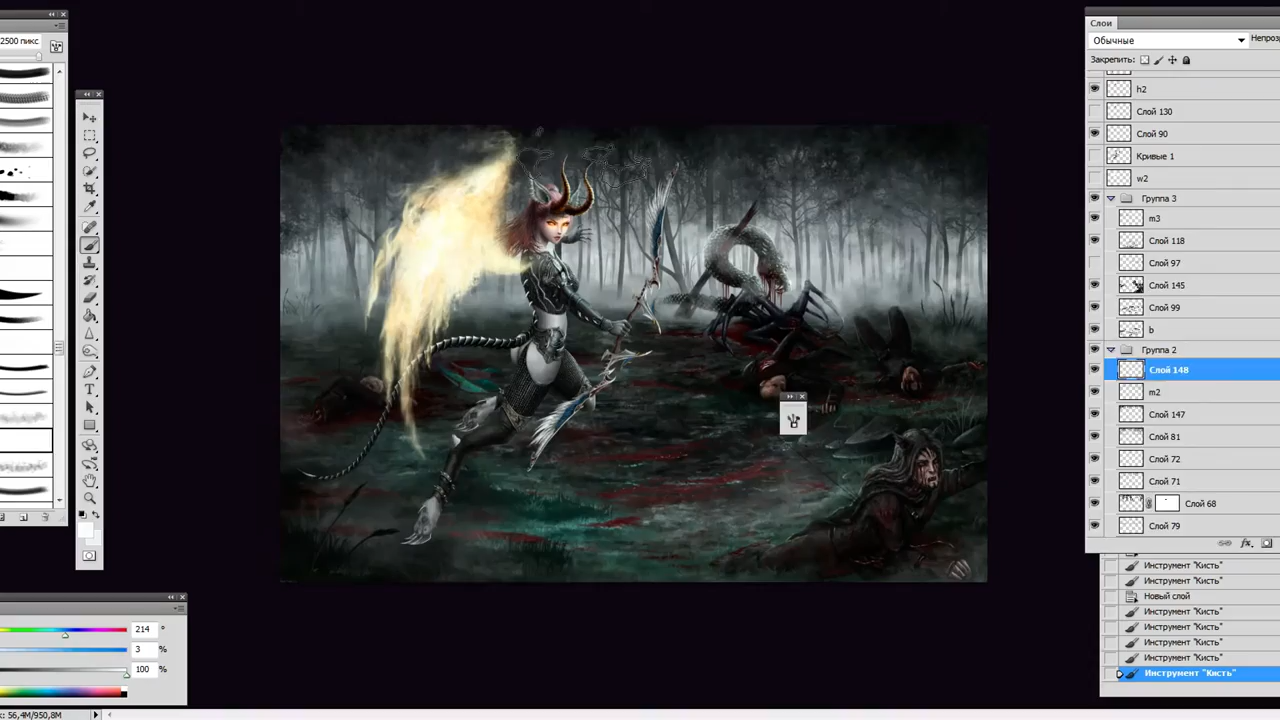 2500 пикс
Слои
Обычные
Непроз
Закрепить:
h2
Слой 130
Слой 90
Кривые 1
w2
Группа 3
m3
Слой 118
Слой 97
Слой 145
Слой 99
b
Группа 2
Слой 148
m2
Слой 147
Слой 81
Слой 72
Слой 71
Слой 68
Слой 79
Инструмент "Кисть"
Инструмент "Кисть"
Новый слой
Инструмент "Кисть"
Инструмент "Кисть"
Инструмент "Кисть"
Инструмент "Кисть"
Инструмент "Кисть"
214 °
3 %
100 %
к: 56,4M/950,8M